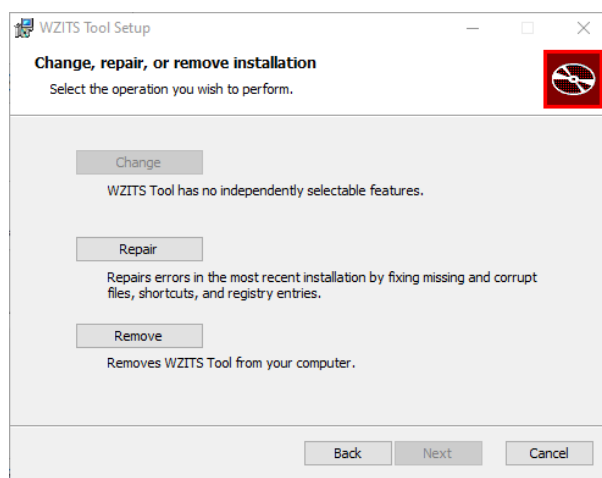 WZITS Tool Setup
Change, repair, or remove installation
Select the operation you wish to perform.
Change
WZITS Tool has no independently selectable features.
Repair
Repairs errors in the most recent installation by fixing missing and corrupt
files, shortcuts, and registry entries.
Remove
Removes WZITS Tool from your computer.
Back
Next
Cancel